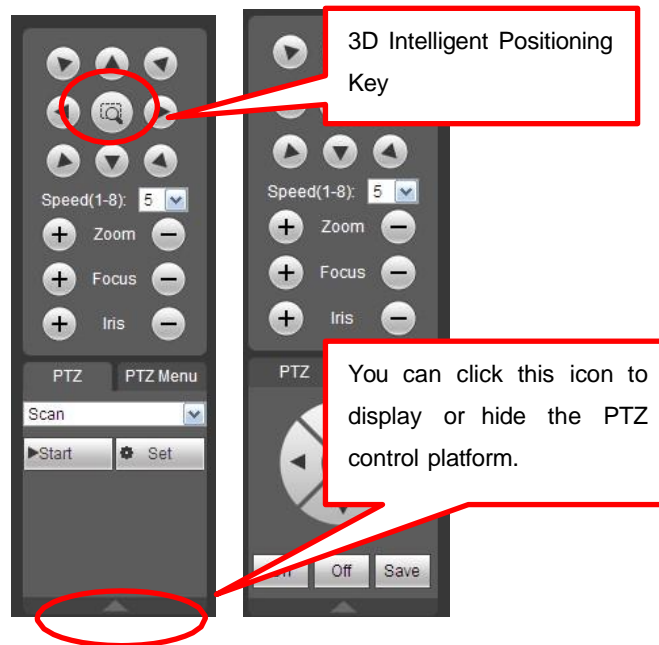 3D Intelligent Positioning
Key
Speed(1-8): 5
Zoom
Focus
Iris
PTZ PTZ Menu
Scan
Start Set
Speed(1-8): 5
Zoom
Focus
Iris
PTZ
You can click this icon to
display or hide the PTZ
control platform.
Off Save